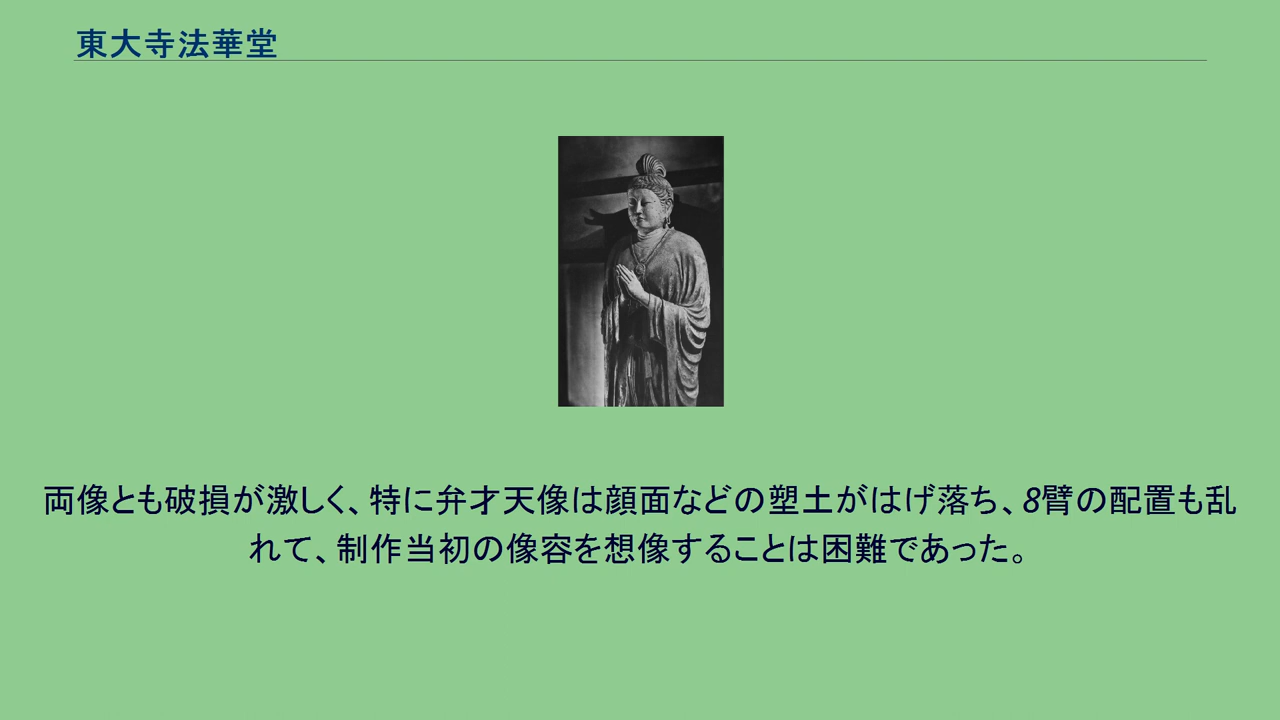 東大寺法華堂
両像とも破損が激しく、特に弁才天像は顔面などの塑土がはげ落ち、8臂の配置も乱
れて、制作当初の像容を想像することは困難であった。